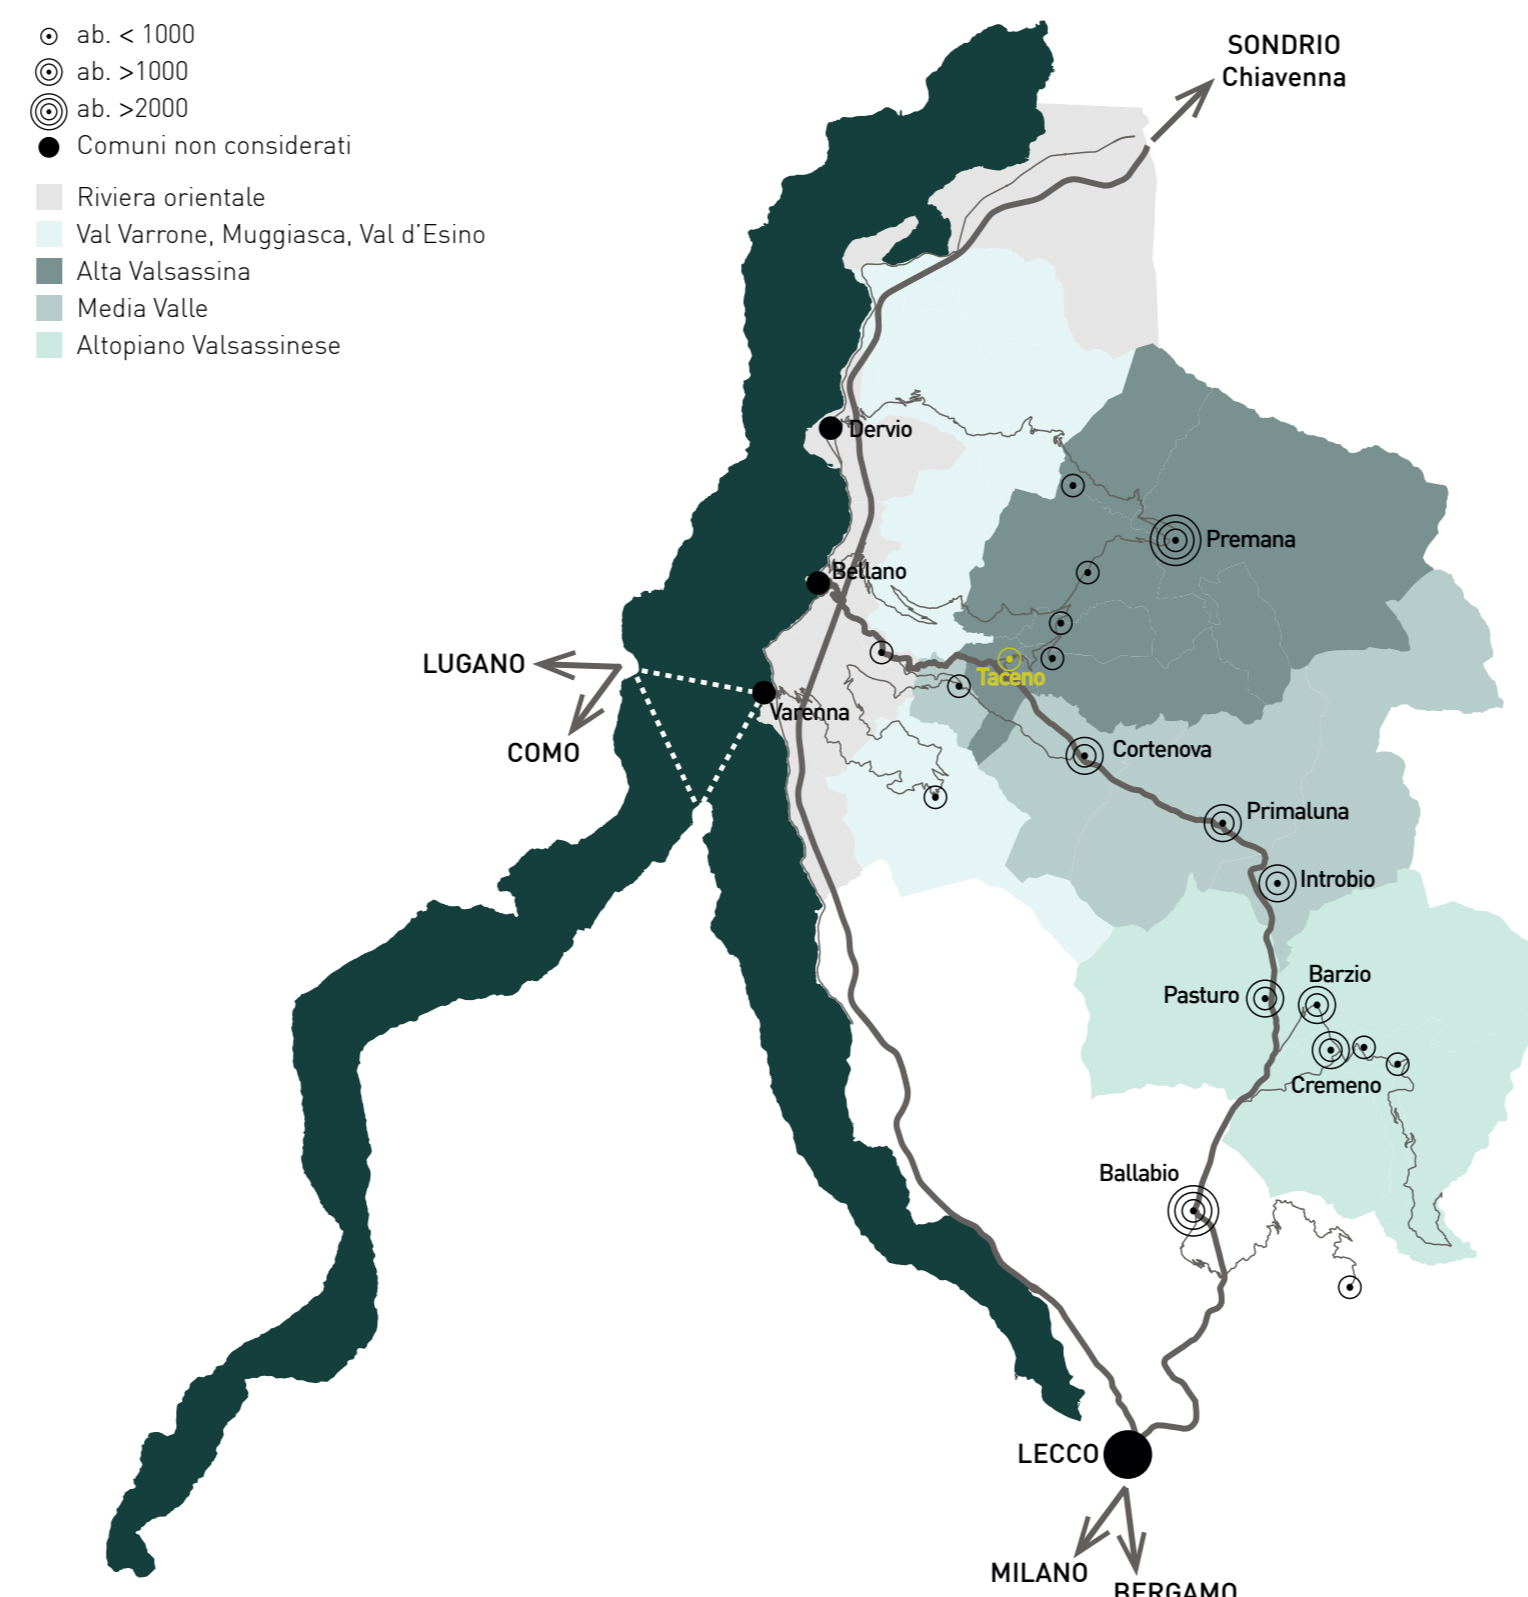 ab. < 1000
ab. >1000
ab. >2000
Comuni non considerati
Riviera orientale
Val Varrone, Muggiasca, Val d'Esino
Alta Valsassina
Media Valle
Altopiano Valsassinese
SONDRIO
Chiavenna
Dervio
Premana
Bellano
LUGANO
Taceno
Varenna
COMO
Cortenova
Primaluna
Introbio
Barzio
Pasturo
Cremeno
Ballabio
LECCO
MILANO
BERGAMO